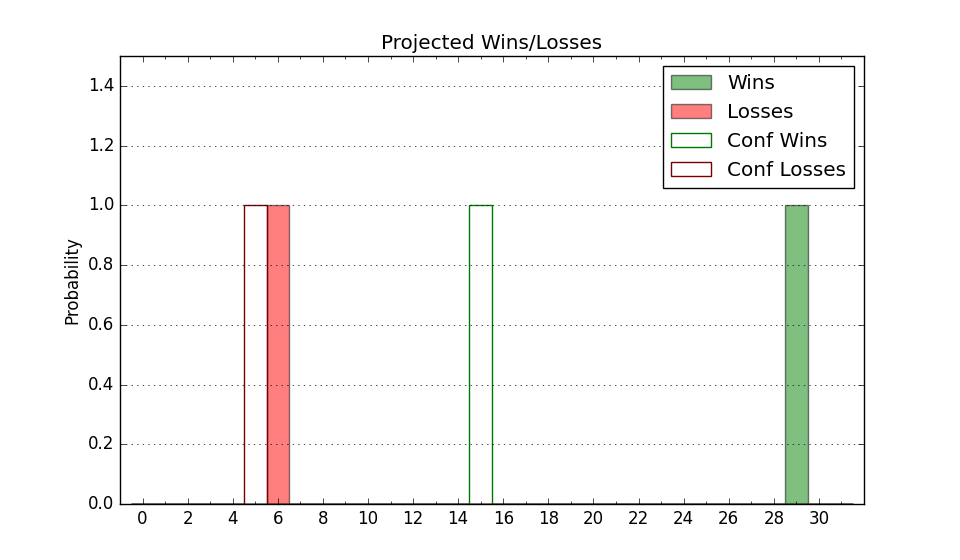 Projected Wins/Losses
Wins
Losses
Conf Wins
Conf Losses
Probability
1.4
1.2
1.0
0.8
0.6
0.4
0.2
0.0
0 2 4 6 8 10 12 14 16 18 20 22 24 26 28 30